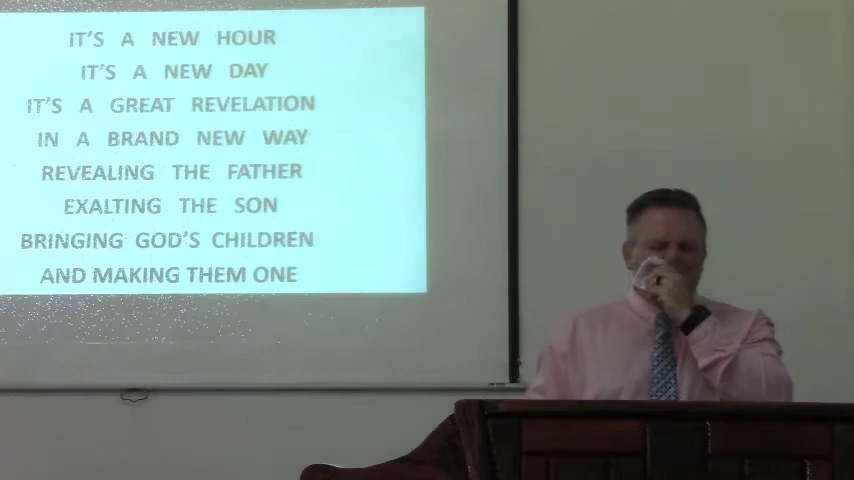 IT'S A NEW HOUR
IT'S A NEW DAY
IT'S A GREAT REVELATION
IN A BRAND NEW WAY
REVEALING THE FATHER
EXALTING THE SON
BRINGING GOD'S CHILDREN
AND MAKING THEM ONE